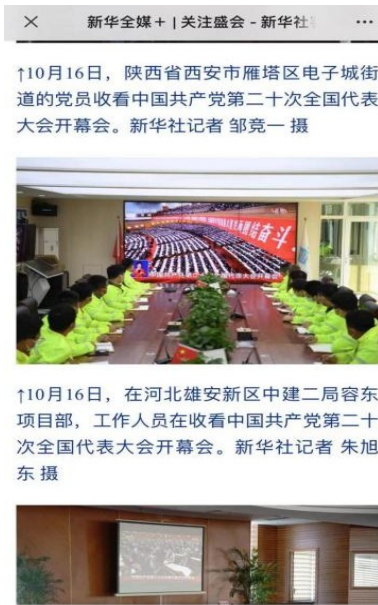 新华全媒＋｜关注盛会－新华社
↑10月16日，陕西省西安市雁塔区电子城街
道的党员收看中国共产党第二十次全国代表
大会开幕会。新华社记者 邹竞一 摄
团结奋斗
↑10月16日，在河北雄安新区中建二局容东
项目部，工作人员在收看中国共产党第二十
次全国代表大会开幕会。新华社记者 朱旭
东 摄